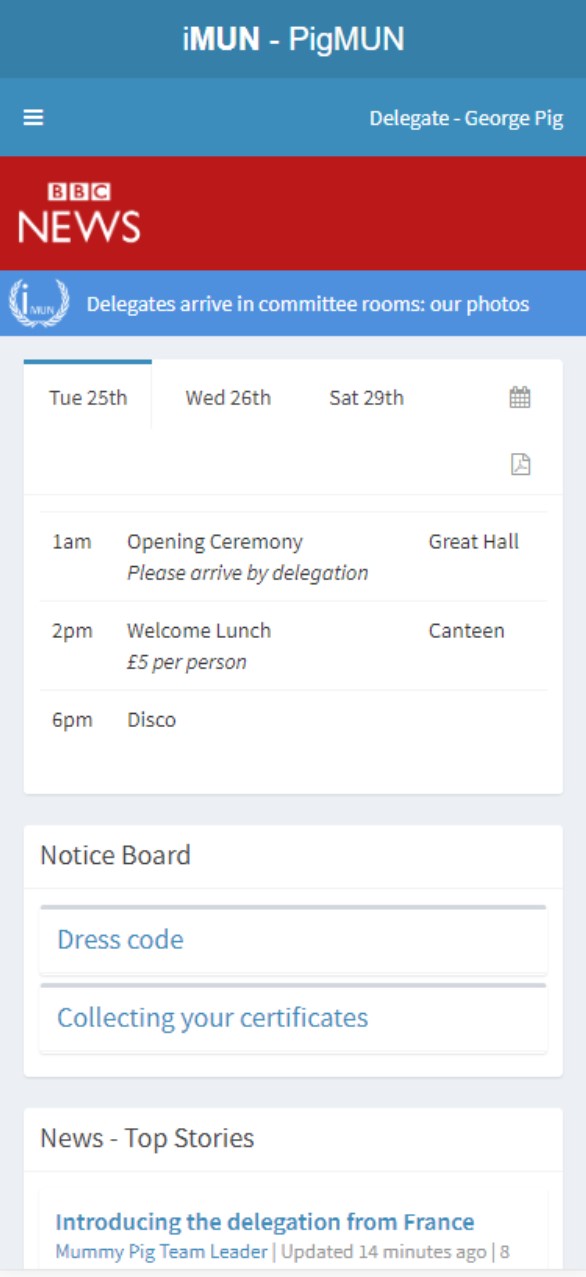 iMUN - PigMUN
Delegate - George Pig
BBC
NEWS
iMUN
Delegates arrive in committee rooms: our photos
Tue 25th Wed 26th Sat 29th
1am Opening Ceremony Great Hall
Please arrive by delegation
2pm Welcome Lunch Canteen
£5 per person
6pm Disco
Notice Board
Dress code
Collecting your certificates
News - Top Stories
Introducing the delegation from France
Mummy Pig Team Leader | Updated 14 minutes ago | 8